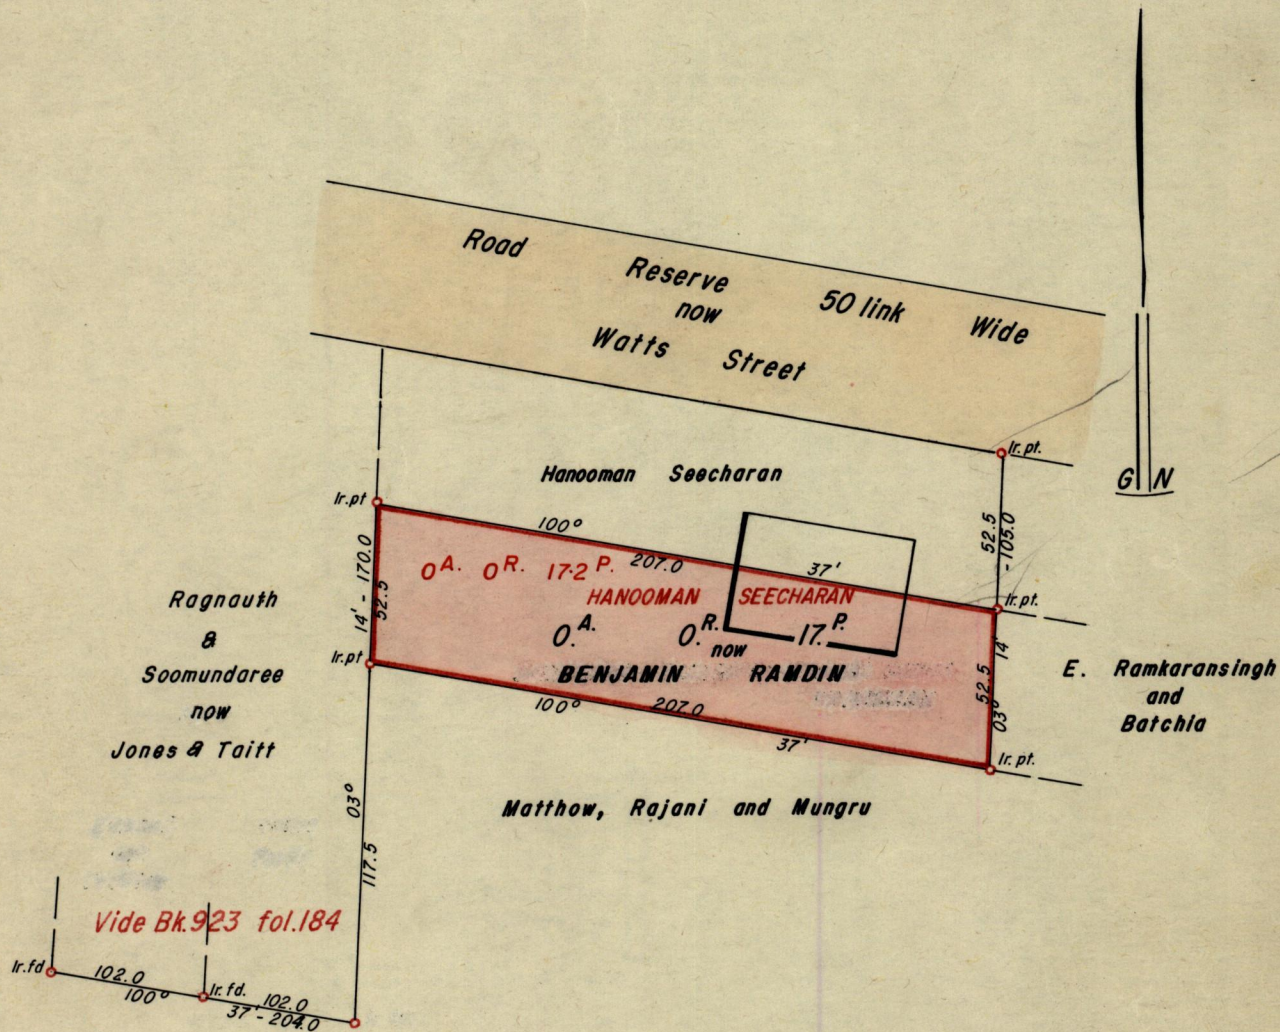 Road Reserve 50 link Wide
now
Watts Street
G N
Ir.pt.
Hanooman Seecharan
52.5
-105.0
Ir.pt
100° 207.0 37'
14' - 170.0
52.5
0 A. 0 R. 17·2 P.
HANOOMAN SEECHARAN
0. A. 0. R. 17. P.
now
BENJAMIN RAMDIN
Ir.pt.
Ragnauth
&
Soomundaree
now
Jones & Taitt
Ir.pt
100° 207.0 37'
52.5
03° 14'
E. Ramkaransingh
and
Batchia
Ir.pt.
Matthow, Rajani and Mungru
03°
117.5
Vide Bk.923 fol.184
Ir.fd
102.0
100°
Ir.fd.
102.0
37' - 204.0